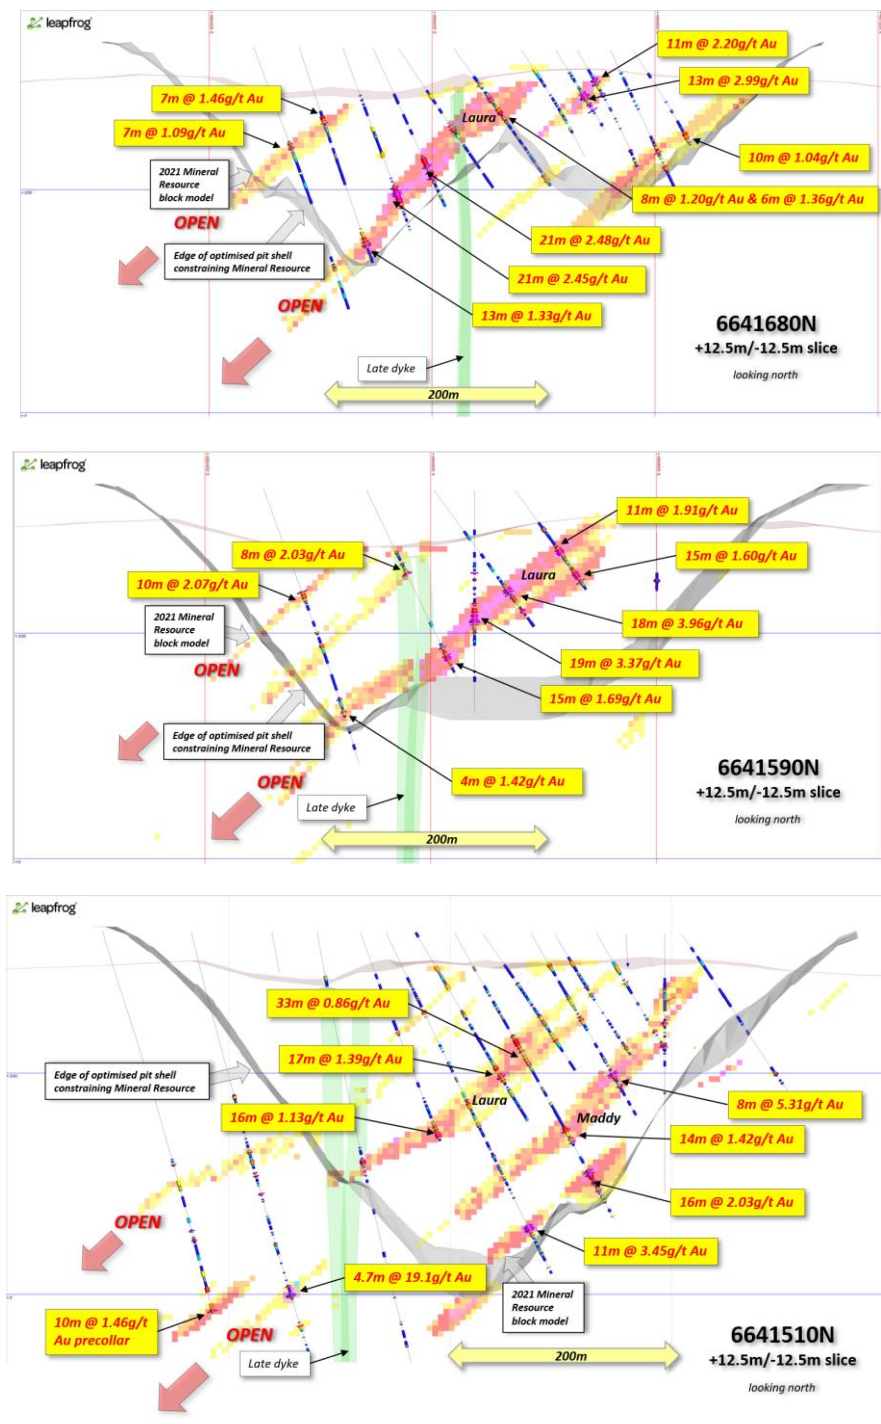 leapfrog
11m @ 2.20g/t Au
13m @ 2.99g/t Au
7m @ 1.46g/t Au
7m @ 1.09g/t Au
Laura
10m @ 1.04g/t Au
2021 Mineral
Resource
block model
8m @ 1.20g/t Au & 6m @ 1.36g/t Au
OPEN
21m @ 2.48g/t Au
Edge of optimised pit shell
constraining Mineral Resource
21m @ 2.45g/t Au
OPEN
13m @ 1.33g/t Au
6641680N
+12.5m/-12.5m slice
looking north
Late dyke
200m
leapfrog
11m @ 1.91g/t Au
8m @ 2.03g/t Au
15m @ 1.60g/t Au
10m @ 2.07g/t Au
Laura
2021 Mineral
Resource
block model
18m @ 3.96g/t Au
OPEN
19m @ 3.37g/t Au
15m @ 1.69g/t Au
Edge of optimised pit shell
constraining Mineral Resource
OPEN
4m @ 1.42g/t Au
6641590N
+12.5m/-12.5m slice
looking north
Late dyke
200m
leapfrog
33m @ 0.86g/t Au
17m @ 1.39g/t Au
Edge of optimised pit shell
constraining Mineral Resource
Laura
8m @ 5.31g/t Au
16m @ 1.13g/t Au
Maddy
14m @ 1.42g/t Au
16m @ 2.03g/t Au
OPEN
11m @ 3.45g/t Au
4.7m @ 19.1g/t Au
2021 Mineral
Resource
block model
10m @ 1.46g/t
Au precollar
OPEN
Late dyke
200m
6641510N
+12.5m/-12.5m slice
looking north